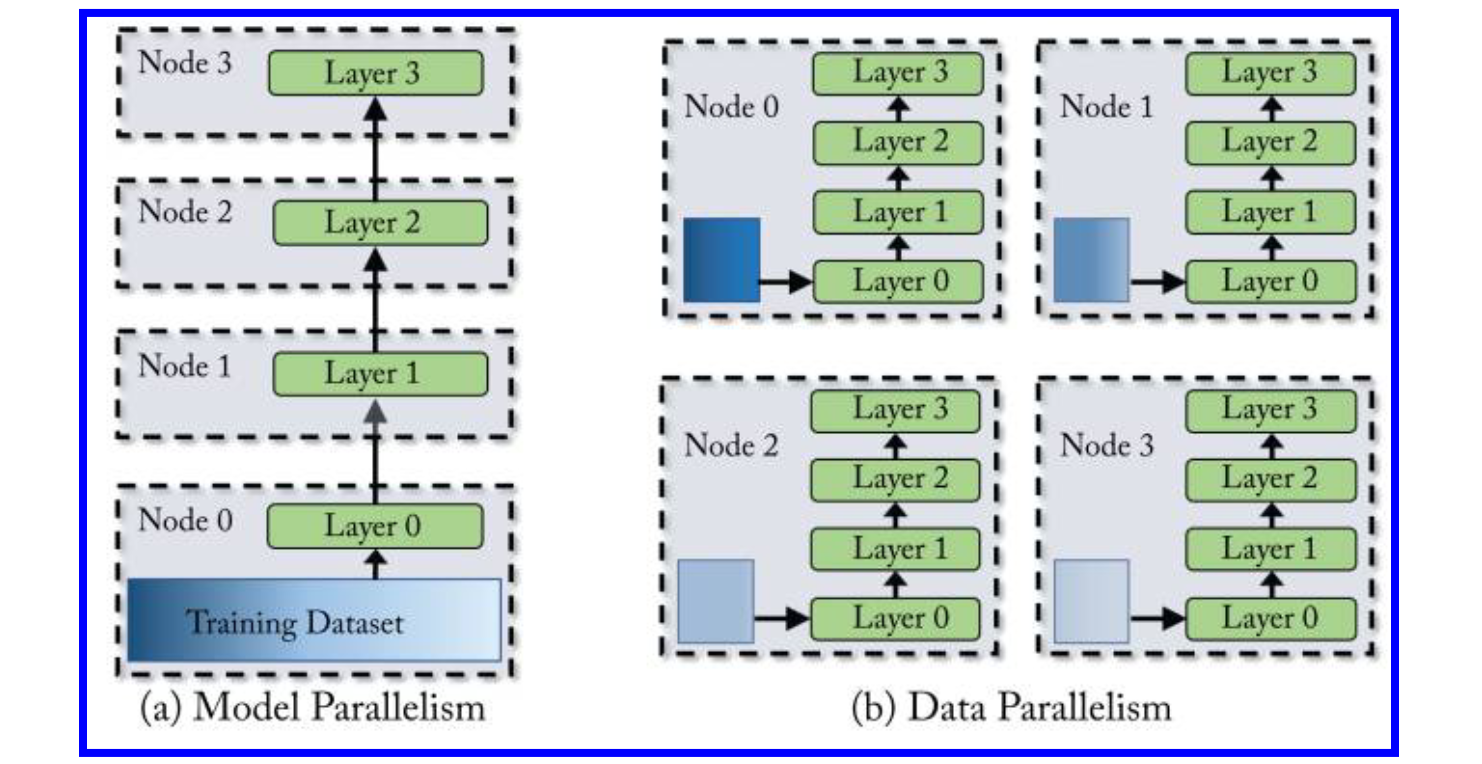 Node 3
Layer 3
Node 2
Layer 2
Node 1
Layer 1
Node 0
Layer 0
Training Dataset
(a) Model Parallelism
Node 0
Layer 3
Layer 2
Layer 1
Layer 0
Node 1
Layer 3
Layer 2
Layer 1
Layer 0
Node 2
Layer 3
Layer 2
Layer 1
Layer 0
Node 3
Layer 3
Layer 2
Layer 1
Layer 0
(b) Data Parallelism